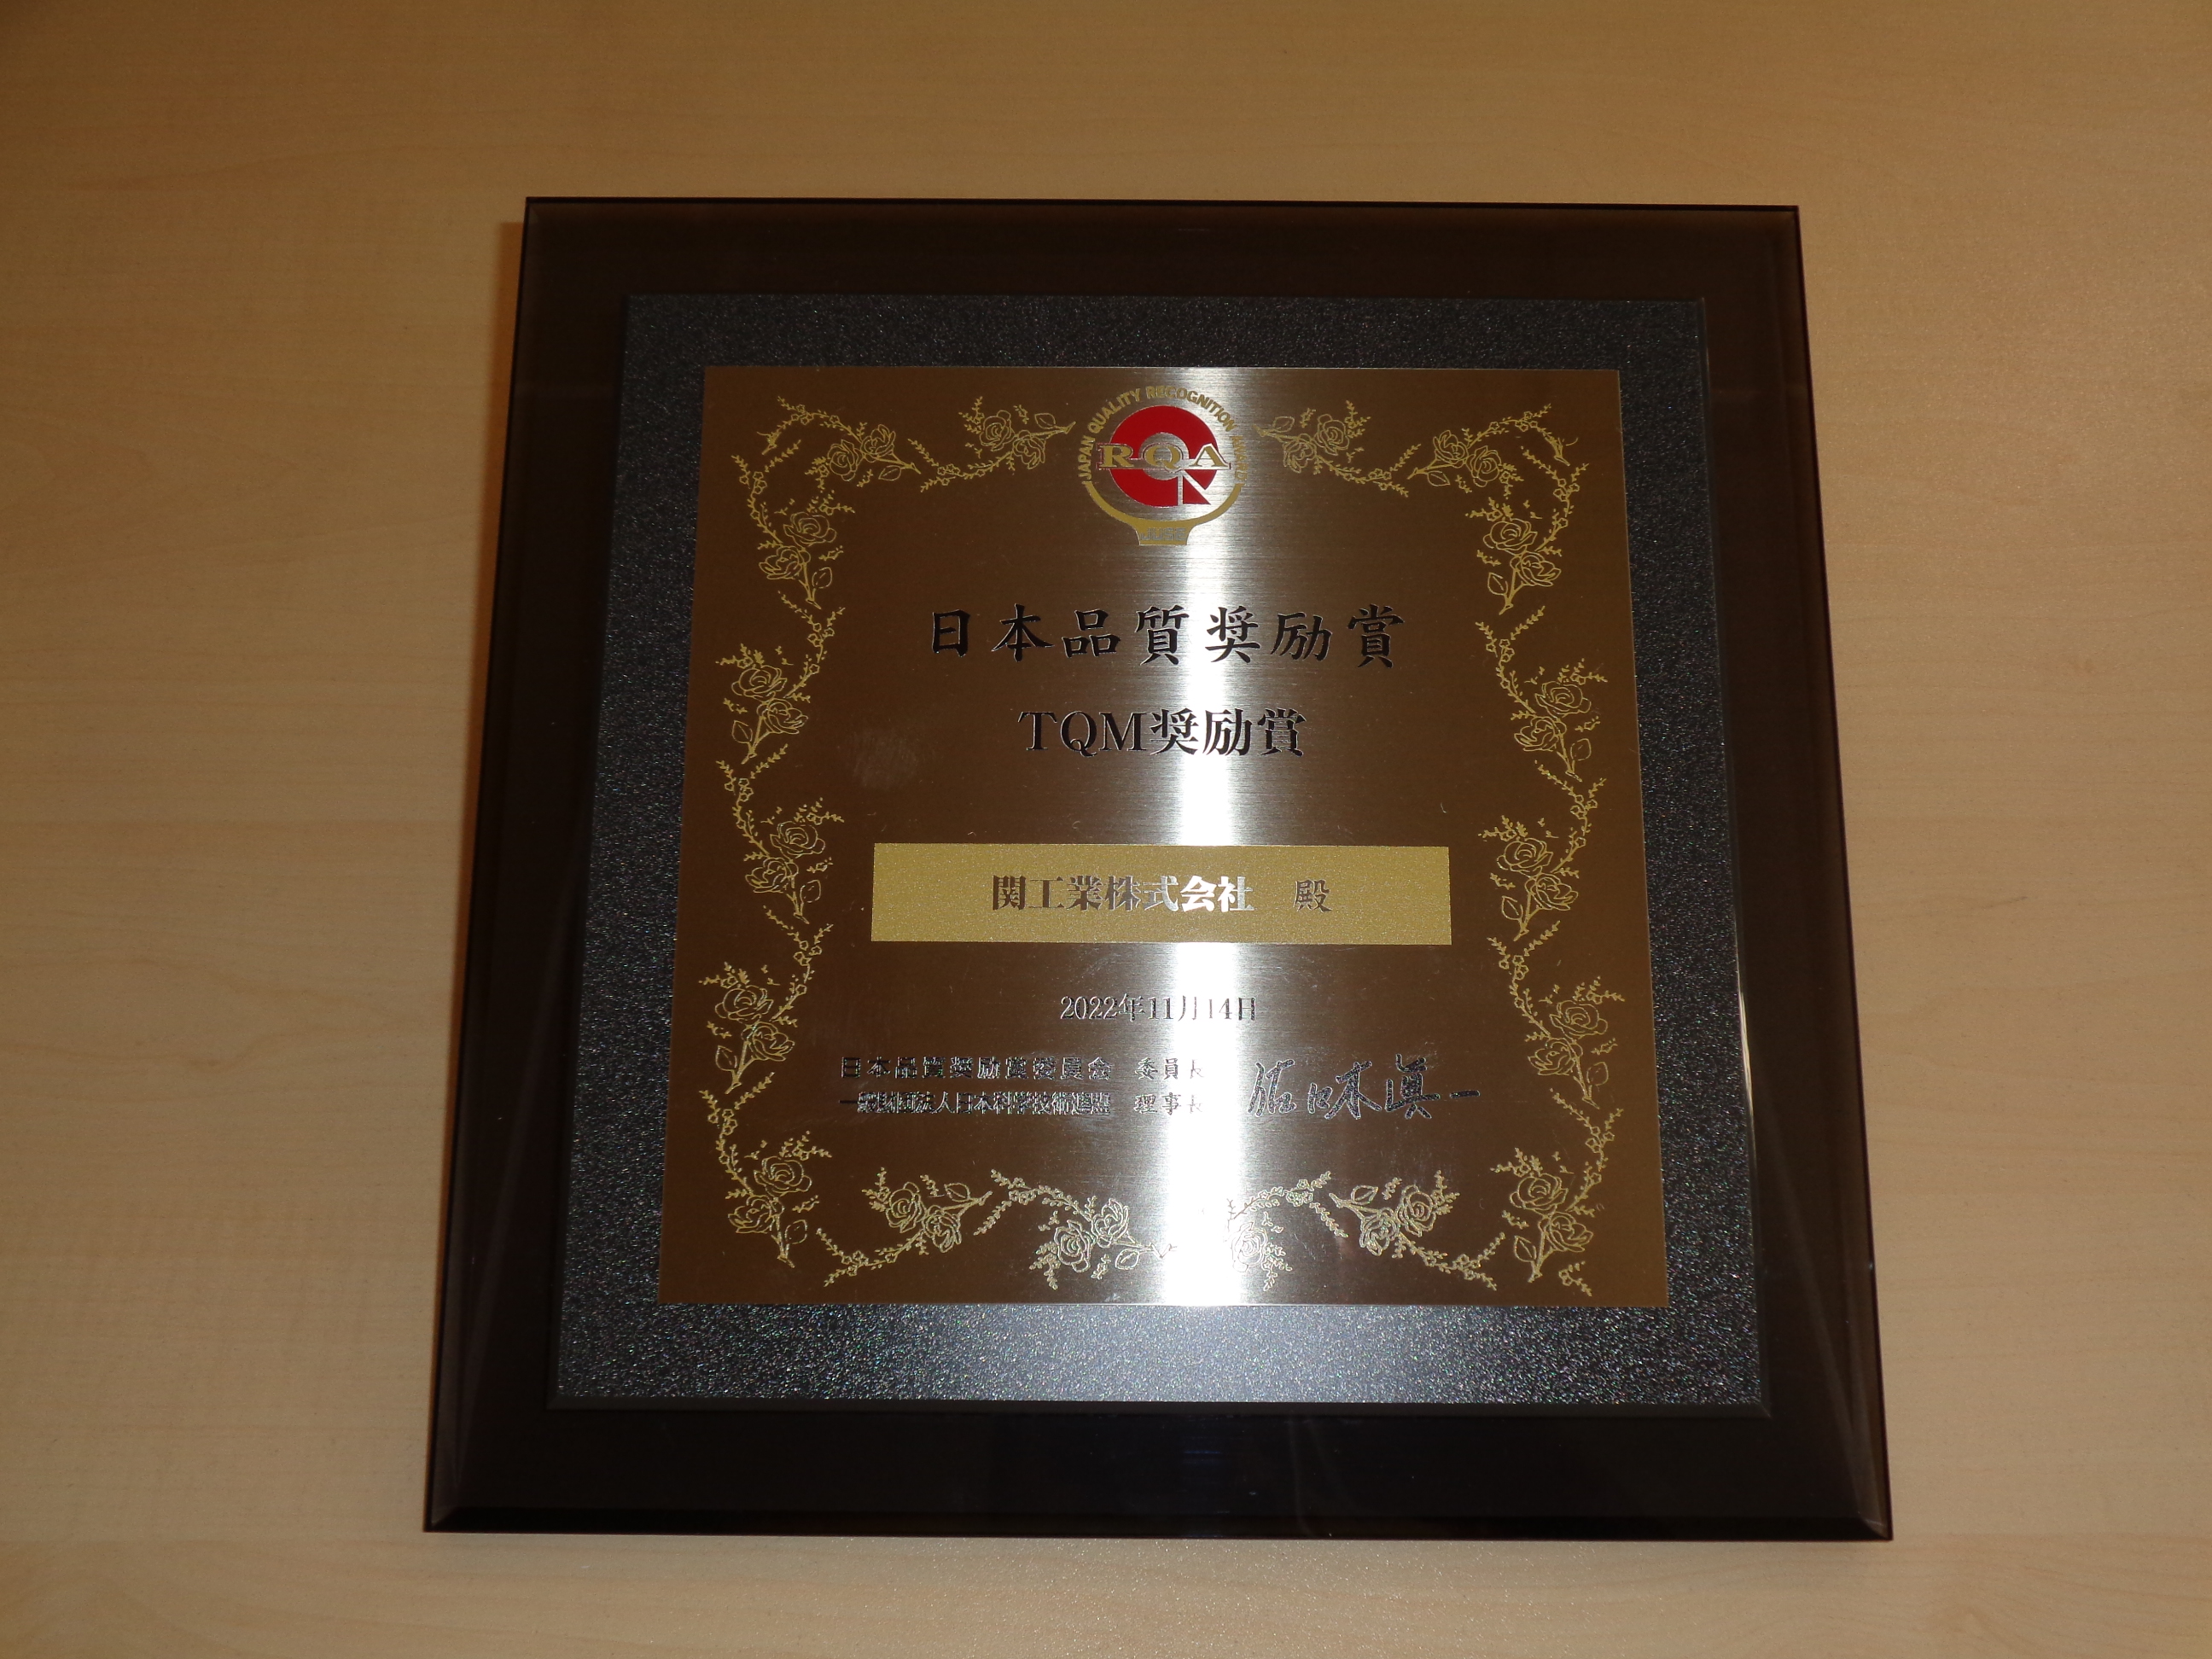 JAPAN QUALITY RECOGNITION AWARD
RQA
日本品質奨励賞
TQM奨励賞
関工業株式会社 殿
2022年11月14日
日本品質奨励賞委員会 委員長
一般財団法人日本科学技術連盟 理事長
佐々木眞一